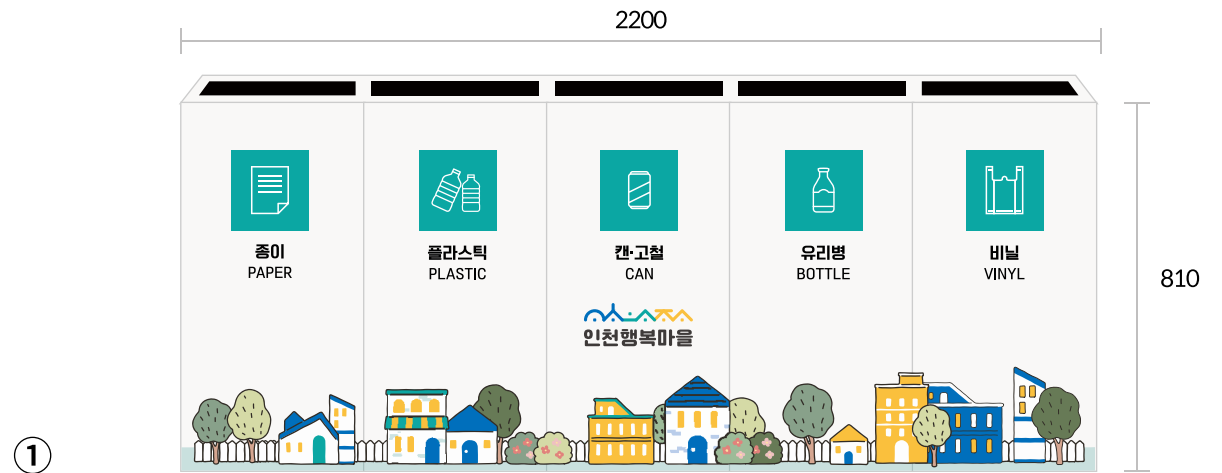 2200
종이
PAPER
플라스틱
PLASTIC
캔·고철
CAN
유리병
BOTTLE
비닐
VINYL
인천행복마을
810
①